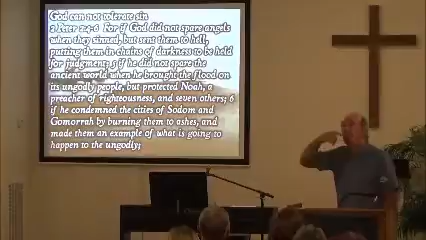 God can not tolerate sin
2 Peter 2:4-6 For if God did not spare angels
when they sinned, but sent them to hell,
putting them in chains of darkness to be held
for judgment; 5 if he did not spare the
ancient world when he brought the flood on
its ungodly people, but protected Noah, a
preacher of righteousness, and seven others; 6
if he condemned the cities of Sodom and
Gomorrah by burning them to ashes, and
made them an example of what is going to
happen to the ungodly;